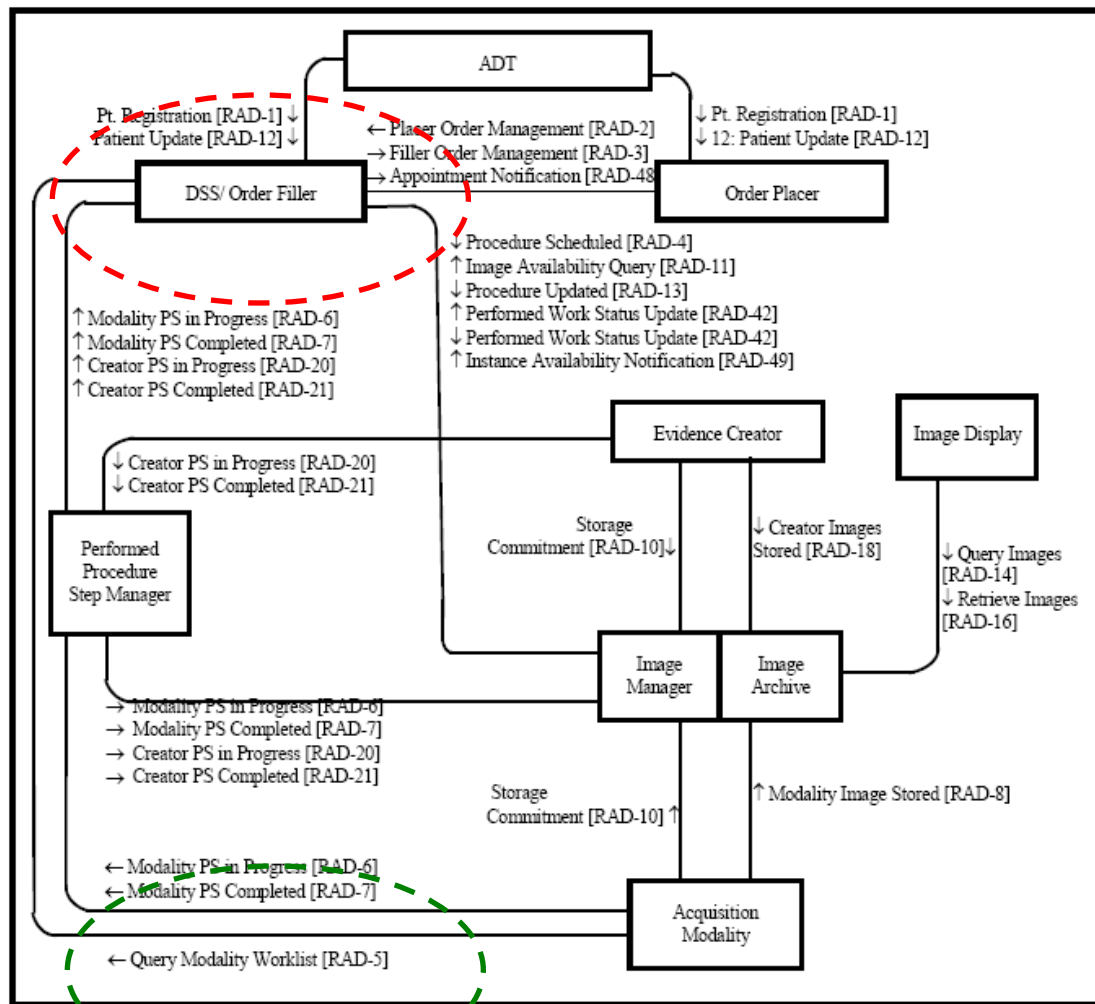 ADT
Pt. Registration [RAD-1] ↓
Patient Update [RAD-12] ↓
← Placer Order Management [RAD-2]
→ Filler Order Management [RAD-3]
→ Appointment Notification [RAD-48
↓ Pt. Registration [RAD-1]
↓ 12: Patient Update [RAD-12]
DSS/ Order Filler
Order Placer
↓ Procedure Scheduled [RAD-4]
↑ Image Availability Query [RAD-11]
↓ Procedure Updated [RAD-13]
↑ Performed Work Status Update [RAD-42]
↓ Performed Work Status Update [RAD-42]
↑ Instance Availability Notification [RAD-49]
↑ Modality PS in Progress [RAD-6]
↑ Modality PS Completed [RAD-7]
↑ Creator PS in Progress [RAD-20]
↑ Creator PS Completed [RAD-21]
Evidence Creator
Image Display
↓ Creator PS in Progress [RAD-20]
↓ Creator PS Completed [RAD-21]
Storage
Commitment [RAD-10]↓
↓ Creator Images
Stored [RAD-18]
↓ Query Images
[RAD-14]
↓ Retrieve Images
[RAD-16]
Performed
Procedure
Step Manager
Image
Manager
Image
Archive
→ Modality PS in Progress [RAD-6]
→ Modality PS Completed [RAD-7]
→ Creator PS in Progress [RAD-20]
→ Creator PS Completed [RAD-21]
Storage
Commitment [RAD-10] ↑
↑ Modality Image Stored [RAD-8]
← Modality PS in Progress [RAD-6]
← Modality PS Completed [RAD-7]
Acquisition
Modality
← Query Modality Worklist [RAD-5]